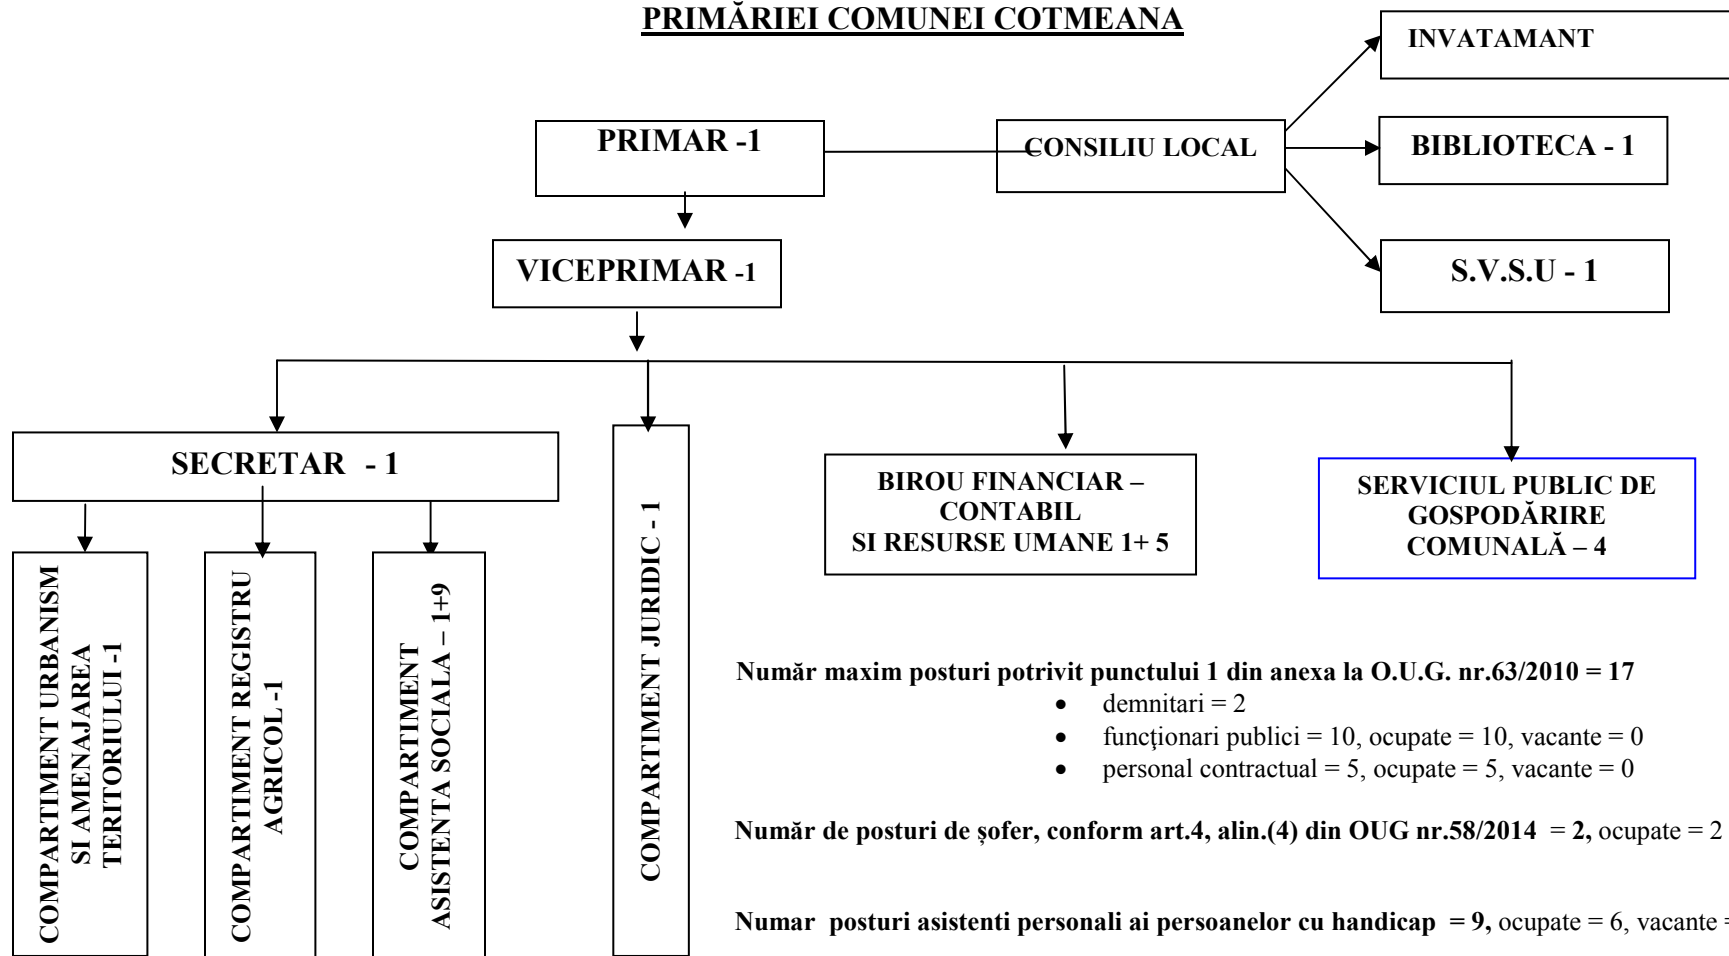 PRIMĂRIEI COMUNEI COTMEANA
INVATAMANT
PRIMAR -1
CONSILIU LOCAL
BIBLIOTECA - 1
VICEPRIMAR -1
S.V.S.U - 1
SECRETAR - 1
COMPARTIMENT URBANISM
SI AMENAJAREA
TERITORIULUI -1
COMPARTIMENT REGISTRU
AGRICOL -1
COMPARTIMENT
ASISTENTA SOCIALA – 1+9
COMPARTIMENT JURIDIC - 1
BIROU FINANCIAR –
CONTABIL
SI RESURSE UMANE 1+ 5
SERVICIUL PUBLIC DE
GOSPODĂRIRE
COMUNALĂ – 4
Număr maxim posturi potrivit punctului 1 din anexa la O.U.G. nr.63/2010 = 17
• demnitari = 2
• funcţionari publici = 10, ocupate = 10, vacante = 0
• personal contractual = 5, ocupate = 5, vacante = 0
Număr de posturi de șofer, conform art.4, alin.(4) din OUG nr.58/2014 = 2, ocupate = 2
Numar posturi asistenti personali ai persoanelor cu handicap = 9, ocupate = 6, vacante =